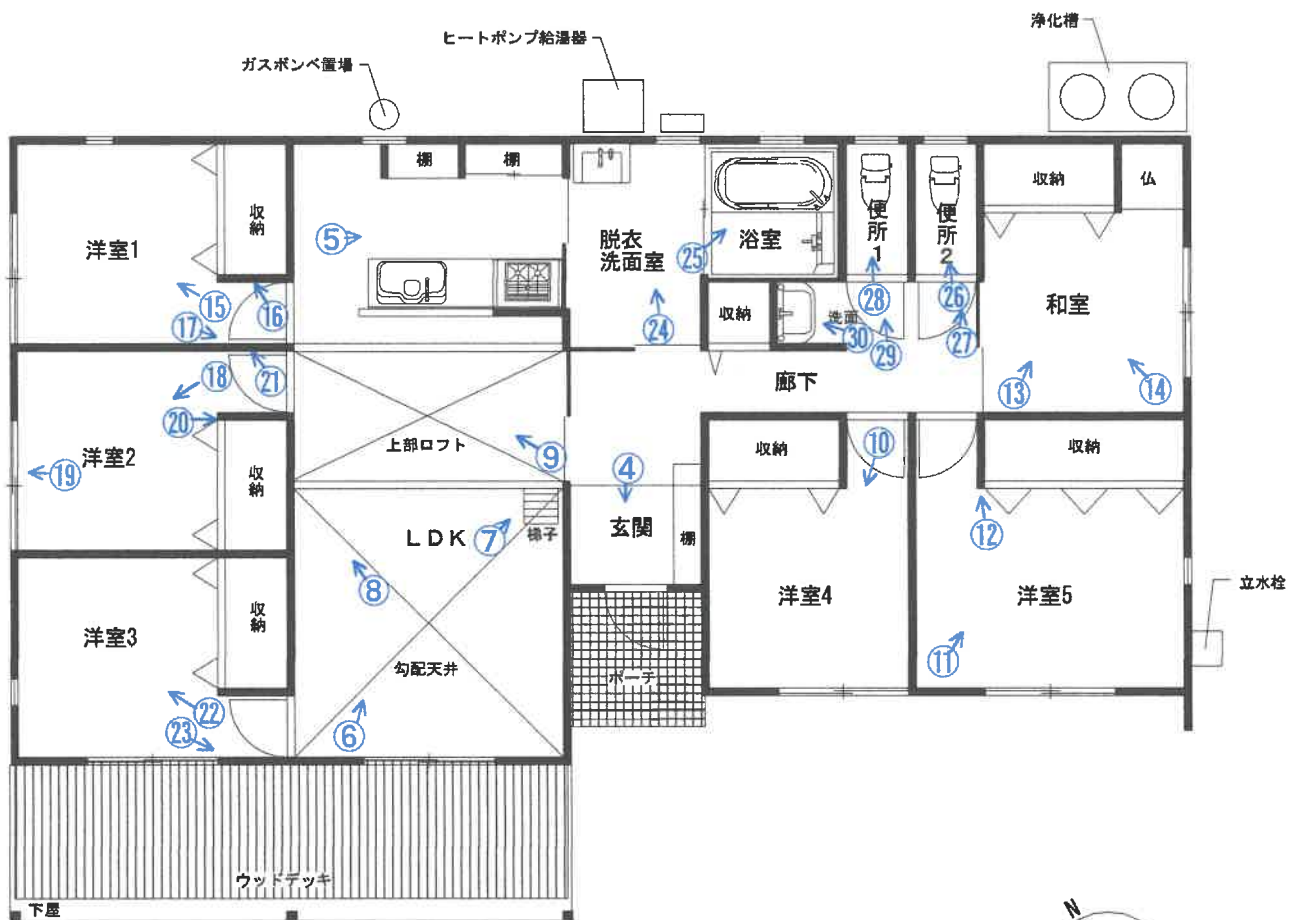 浄化槽
ヒートポンプ給湯器
ガスボンベ置場
棚
棚
収納
仏
収納
便所1
便所2
洋室1
⑤
脱衣
洗面室
㉕
浴室
⑮
⑯
㉘
㉖
和室
⑰
㉔
収納
洗面
㉚
㉙
㉗
⑱
㉑
廊下
⑬
⑭
⑳
上部ロフト
⑨
④
収納
⑩
収納
洋室2
⑲
収納
LDK
⑦
梯子
玄関
棚
⑫
⑧
洋室4
洋室5
立水栓
洋室3
収納
勾配天井
ポーチ
⑪
㉒
㉓
⑥
ウッドデッキ
下屋
N